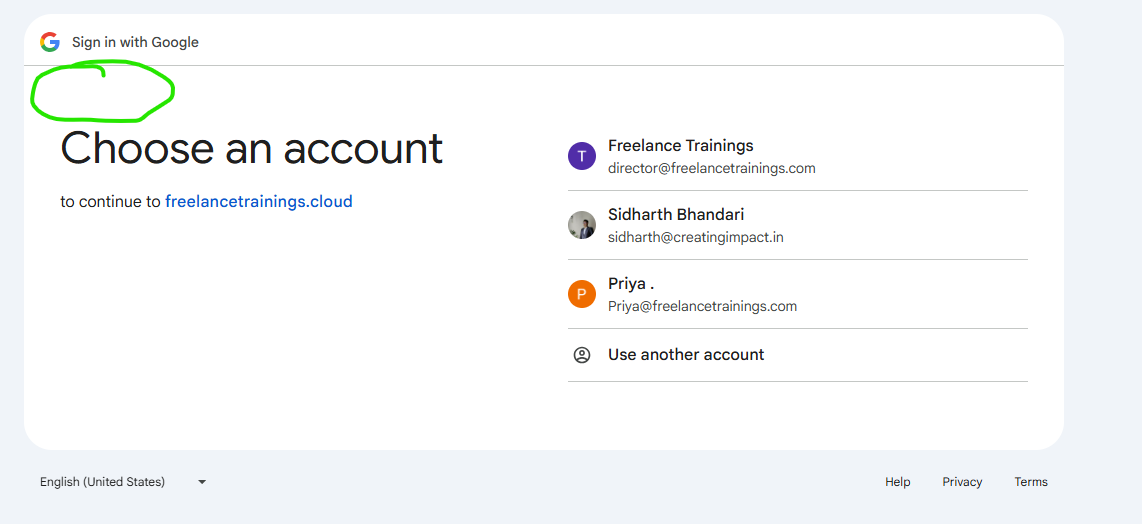 Sign in with Google
Choose an account
to continue to freelancetrainings.cloud
T
Freelance Trainings
director@freelancetrainings.com
Sidharth Bhandari
sidharth@creatingimpact.in
P
Priya .
Priya@freelancetrainings.com
Use another account
English (United States)
Help
Privacy
Terms